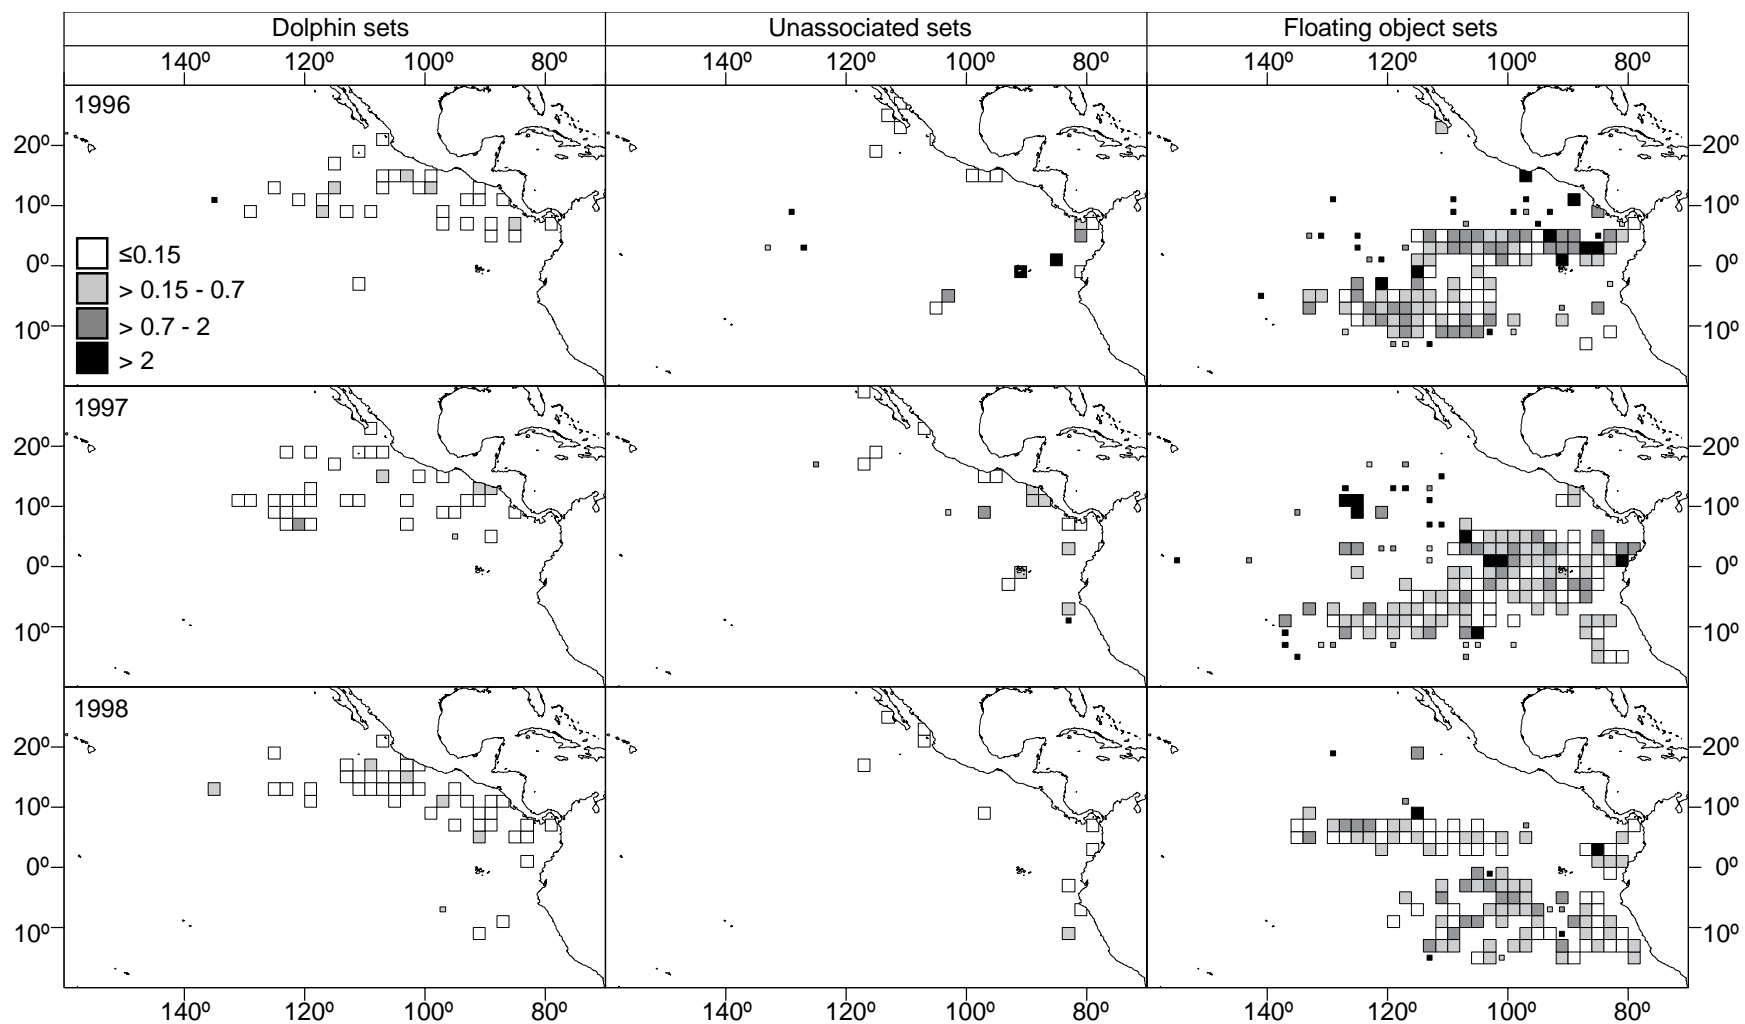 Dolphin sets Unassociated sets Floating object sets
140º 120º 100º 80º 120º 100º 80º 140º 120º 100º 80º
1996
20º 20º
10º 10º
≤0.15
0º 0º
> 0.15 - 0.7
> 0.7 - 2
10º 10º
> 2
1997
20º 20º
10º 10º
0º 0º
10º 10º
1998
20º 20º
10º 10º
0º 0º
10º 10º
140º 120º 100º 80º 120º 100º 80º 140º 120º 100º 80º